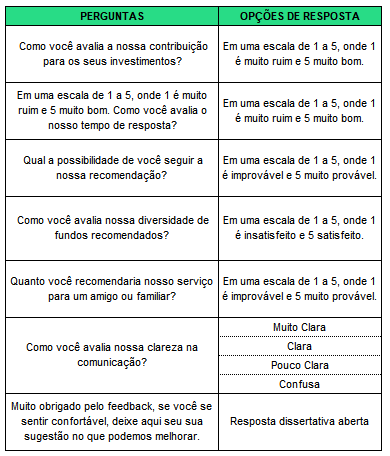 PERGUNTAS
OPÇÕES DE RESPOSTA
Como você avalia a nossa contribuição
para os seus investimentos?
Em uma escala de 1 a 5, onde 1
é muito ruim e 5 muito bom.
Em uma escala de 1 a 5, onde 1 é muito
ruim e 5 muito bom. Como você avalia o
nosso tempo de resposta?
Em uma escala de 1 a 5, onde 1
é muito ruim e 5 muito bom.
Qual a possibilidade de você seguir a
nossa recomendação?
Em uma escala de 1 a 5, onde 1
é improvável e 5 muito provável.
Como você avalia nossa diversidade de
fundos recomendados?
Em uma escala de 1 a 5, onde 1
é insatisfeito e 5 satisfeito.
Quanto você recomendaria nosso serviço
para um amigo ou familiar?
Em uma escala de 1 a 5, onde 1
é improvável e 5 muito provável.
Como você avalia nossa clareza na
comunicação?
Muito Clara
Clara
Pouco Clara
Confusa
Muito obrigado pelo feedback, se você se
sentir confortável, deixe aqui seu sua
sugestão no que podemos melhorar.
Resposta dissertativa aberta